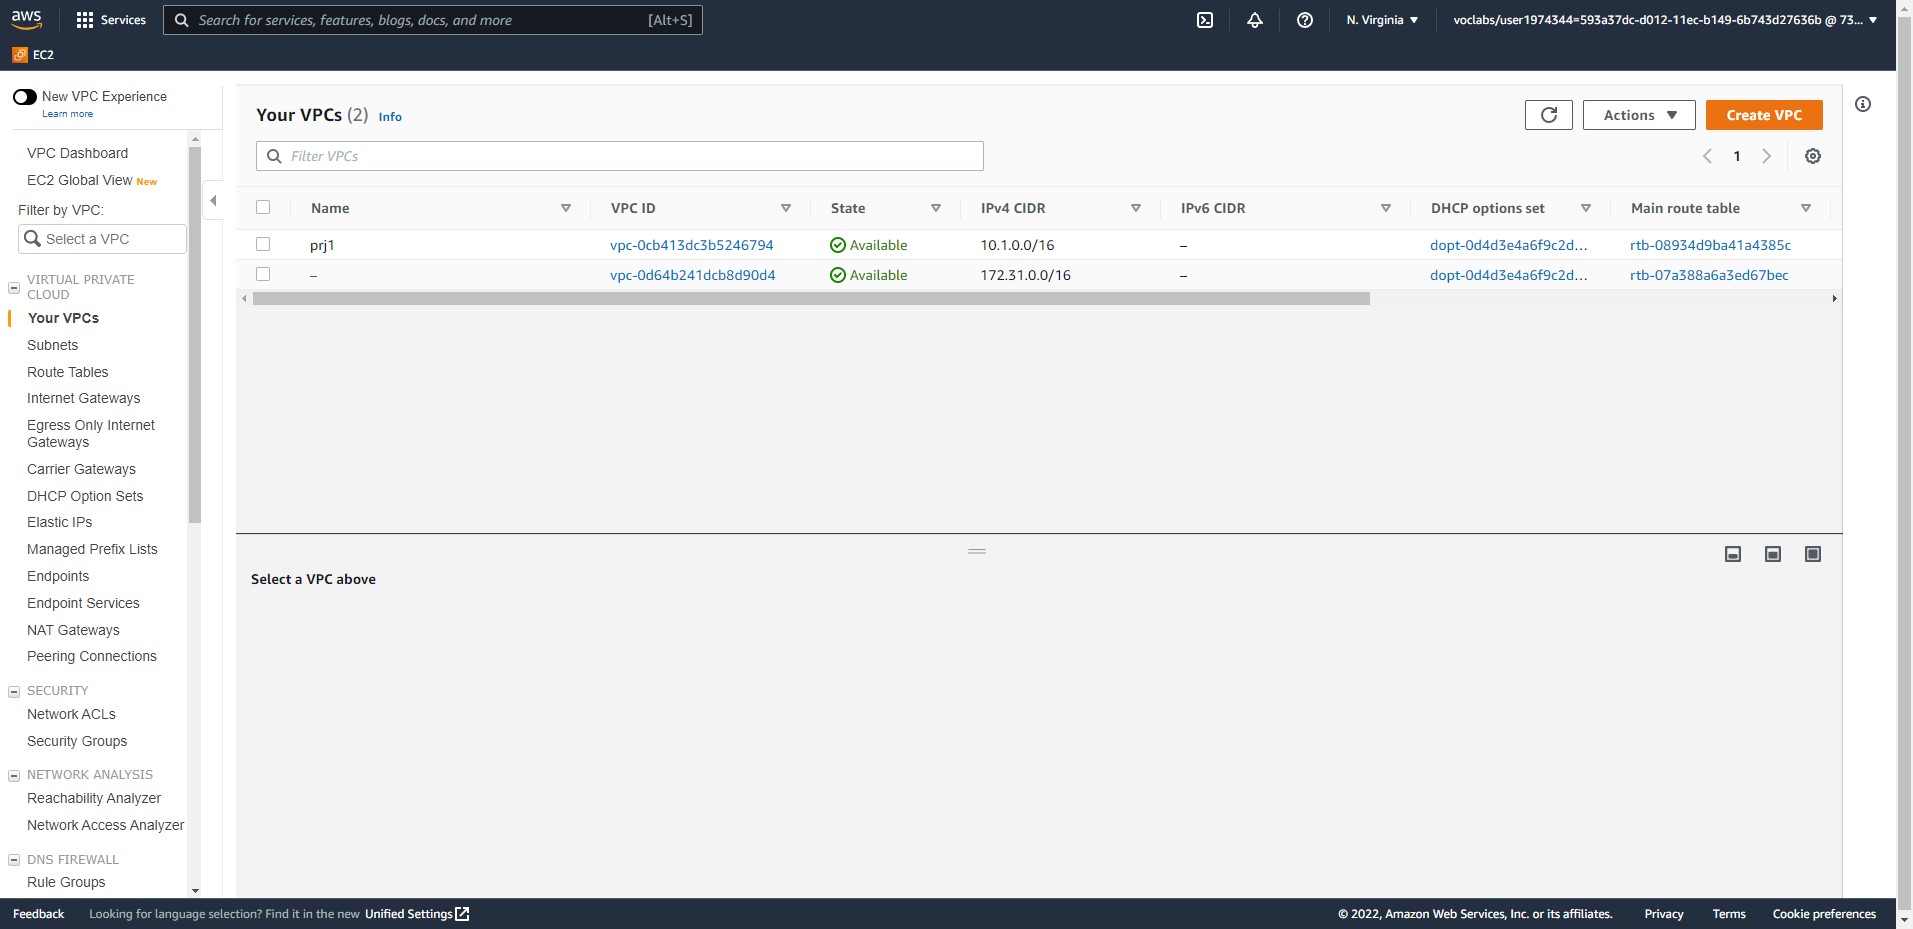 aws
Services
Search for services, features, blogs, docs, and more
[Alt+S]
N. Virginia
voclabs/user1974344=593a37dc-d012-11ec-b149-6b743d27636b @ 73...
EC2
New VPC Experience
Learn more
VPC Dashboard
EC2 Global View New
Filter by VPC:
Select a VPC
VIRTUAL PRIVATE
CLOUD
Your VPCs
Subnets
Route Tables
Internet Gateways
Egress Only Internet
Gateways
Carrier Gateways
DHCP Option Sets
Elastic IPs
Managed Prefix Lists
Endpoints
Endpoint Services
NAT Gateways
Peering Connections
SECURITY
Network ACLs
Security Groups
NETWORK ANALYSIS
Reachability Analyzer
Network Access Analyzer
DNS FIREWALL
Rule Groups
Your VPCs (2) Info
Actions
Create VPC
Filter VPCs
1
Name VPC ID State IPv4 CIDR IPv6 CIDR DHCP options set Main route table
prj1 vpc-0cb413dc3b5246794 Available 10.1.0.0/16 – dopt-0d4d3e4a6f9c2d... rtb-08934d9ba41a4385c
– vpc-0d64b241dcb8d90d4 Available 172.31.0.0/16 – dopt-0d4d3e4a6f9c2d... rtb-07a388a6a3ed67bec
Select a VPC above
Feedback Looking for language selection? Find it in the new Unified Settings
© 2022, Amazon Web Services, Inc. or its affiliates. Privacy Terms Cookie preferences